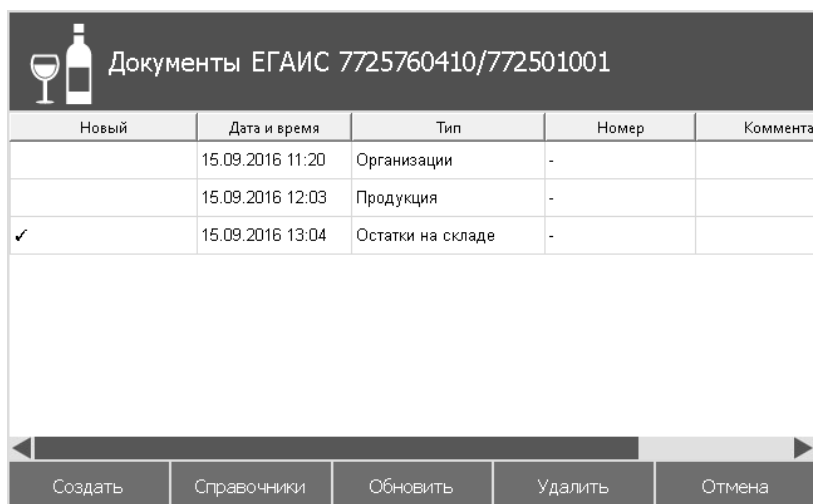 Документы ЕГАИС 7725760410/772501001
Новый Дата и время Тип Номер Коммента
15.09.2016 11:20 Организации -
15.09.2016 12:03 Продукция -
✓ 15.09.2016 13:04 Остатки на складе -
Создать Справочники Обновить Удалить Отмена